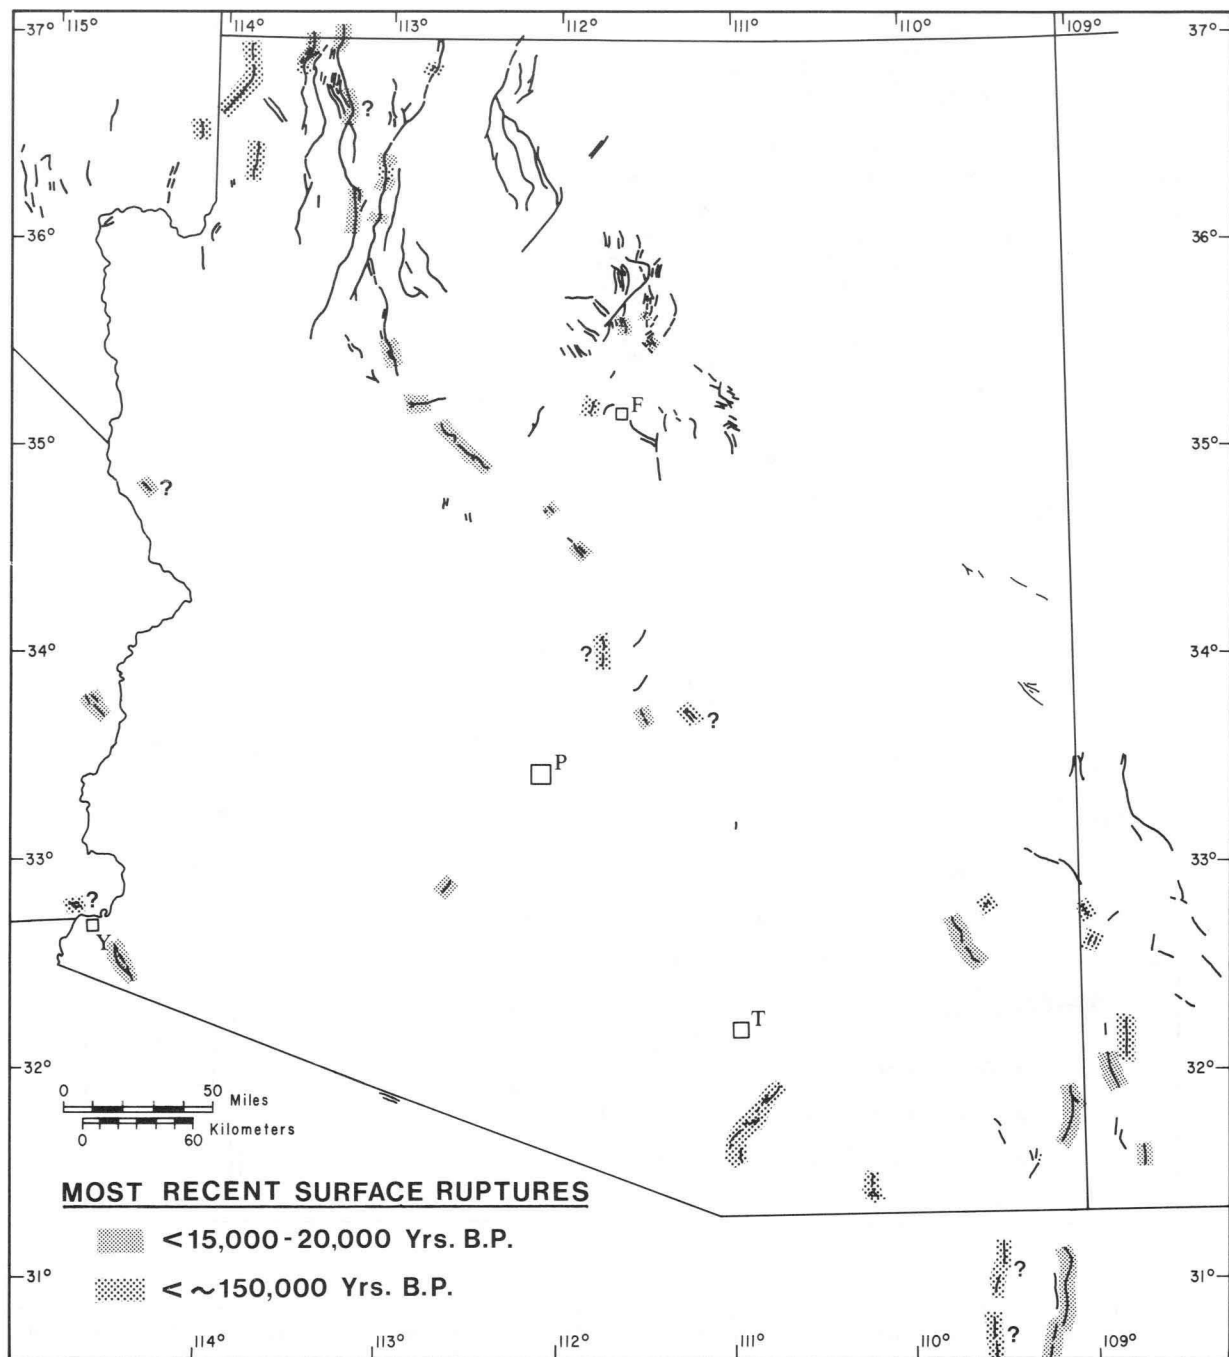 115° 114° 113° 112° 111° 110° 109°
37° 37°
?
36° 36°
F
35° 35°
?
34° ? 34°
?
P
33° 33°
?
Y
T
32° 32°
0 50 Miles
0 60 Kilometers
MOST RECENT SURFACE RUPTURES
<15,000-20,000 Yrs. B.P.
?
31° 31°
< ~150,000 Yrs. B.P.
?
114° 113° 112° 111° 110° 109°